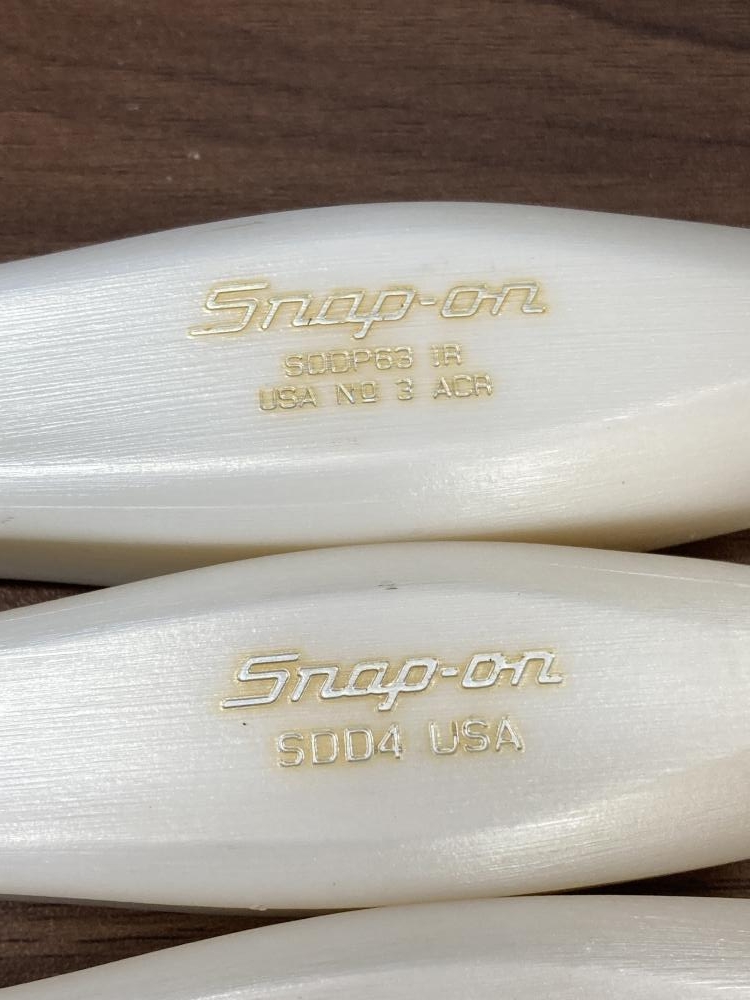 Snap-on
SDDP63 IR
USA Nº 3 ACR
Snap-on
SDD4 USA